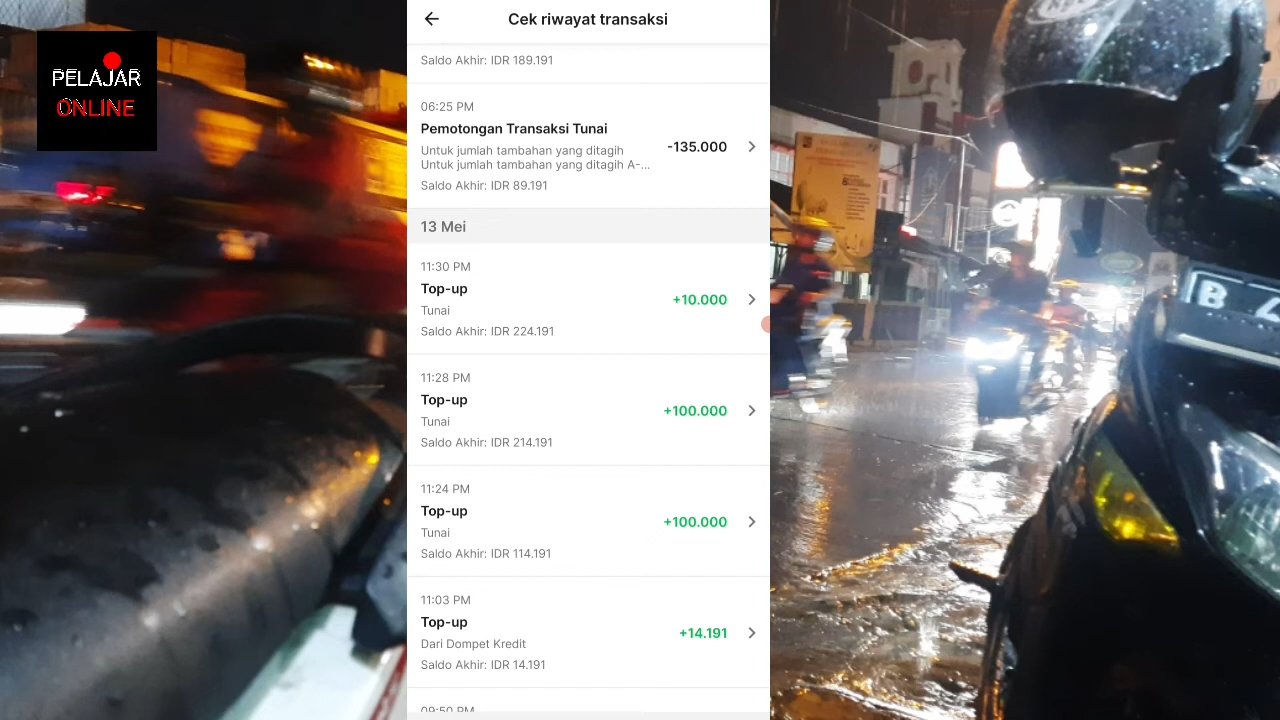 PELAJAR
ONLINE
Cek riwayat transaksi
Saldo Akhir: IDR 189.191
06:25 PM
Pemotongan Transaksi Tunai
Untuk jumlah tambahan yang ditagih
Untuk jumlah tambahan yang ditagih A-...
-135.000
Saldo Akhir: IDR 89.191
13 Mei
11:30 PM
Top-up
+10.000
Tunai
Saldo Akhir: IDR 224.191
11:28 PM
Top-up
+100.000
Tunai
Saldo Akhir: IDR 214.191
11:24 PM
Top-up
+100.000
Tunai
Saldo Akhir: IDR 114.191
11:03 PM
Top-up
+14.191
Dari Dompet Kredit
Saldo Akhir: IDR 14.191
09:50 PM
B